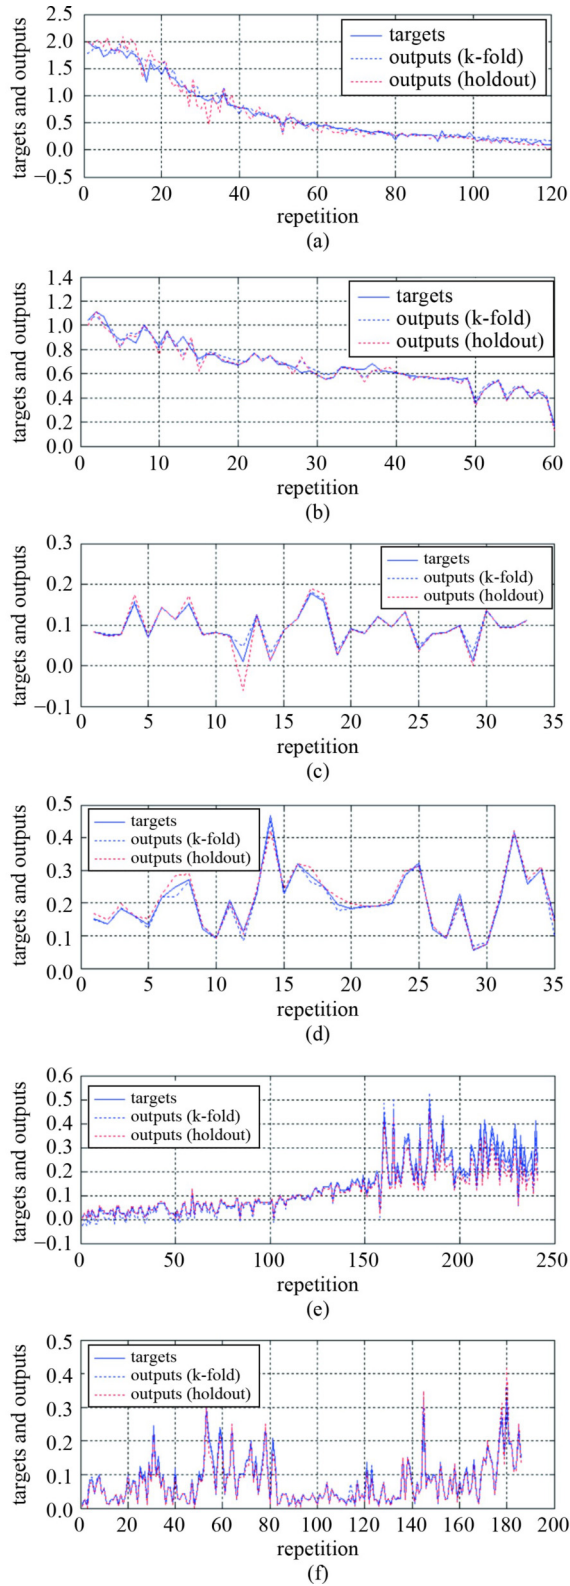 targets and outputs
2.5
2.0
1.5
1.0
0.5
0.0
−0.5
targets
outputs (k-fold)
outputs (holdout)
0 20 40 60 80 100 120
repetition
(a)
targets and outputs
1.4
1.2
1.0
0.8
0.6
0.4
0.2
0.0
targets
outputs (k-fold)
outputs (holdout)
0 10 20 30 40 50 60
repetition
(b)
targets and outputs
0.3
0.2
0.1
0.0
−0.1
targets
outputs (k-fold)
outputs (holdout)
0 5 10 15 20 25 30 35
repetition
(c)
targets and outputs
0.5
0.4
0.3
0.2
0.1
0.0
targets
outputs (k-fold)
outputs (holdout)
0 5 10 15 20 25 30 35
repetition
(d)
targets and outputs
0.6
0.5
0.4
0.3
0.2
0.1
0.0
−0.1
targets
outputs (k-fold)
outputs (holdout)
0 50 100 150 200 250
repetition
(e)
targets and outputs
0.5
0.4
0.3
0.2
0.1
0.0
targets
outputs (k-fold)
outputs (holdout)
0 20 40 60 80 100 120 140 160 180 200
repetition
(f)